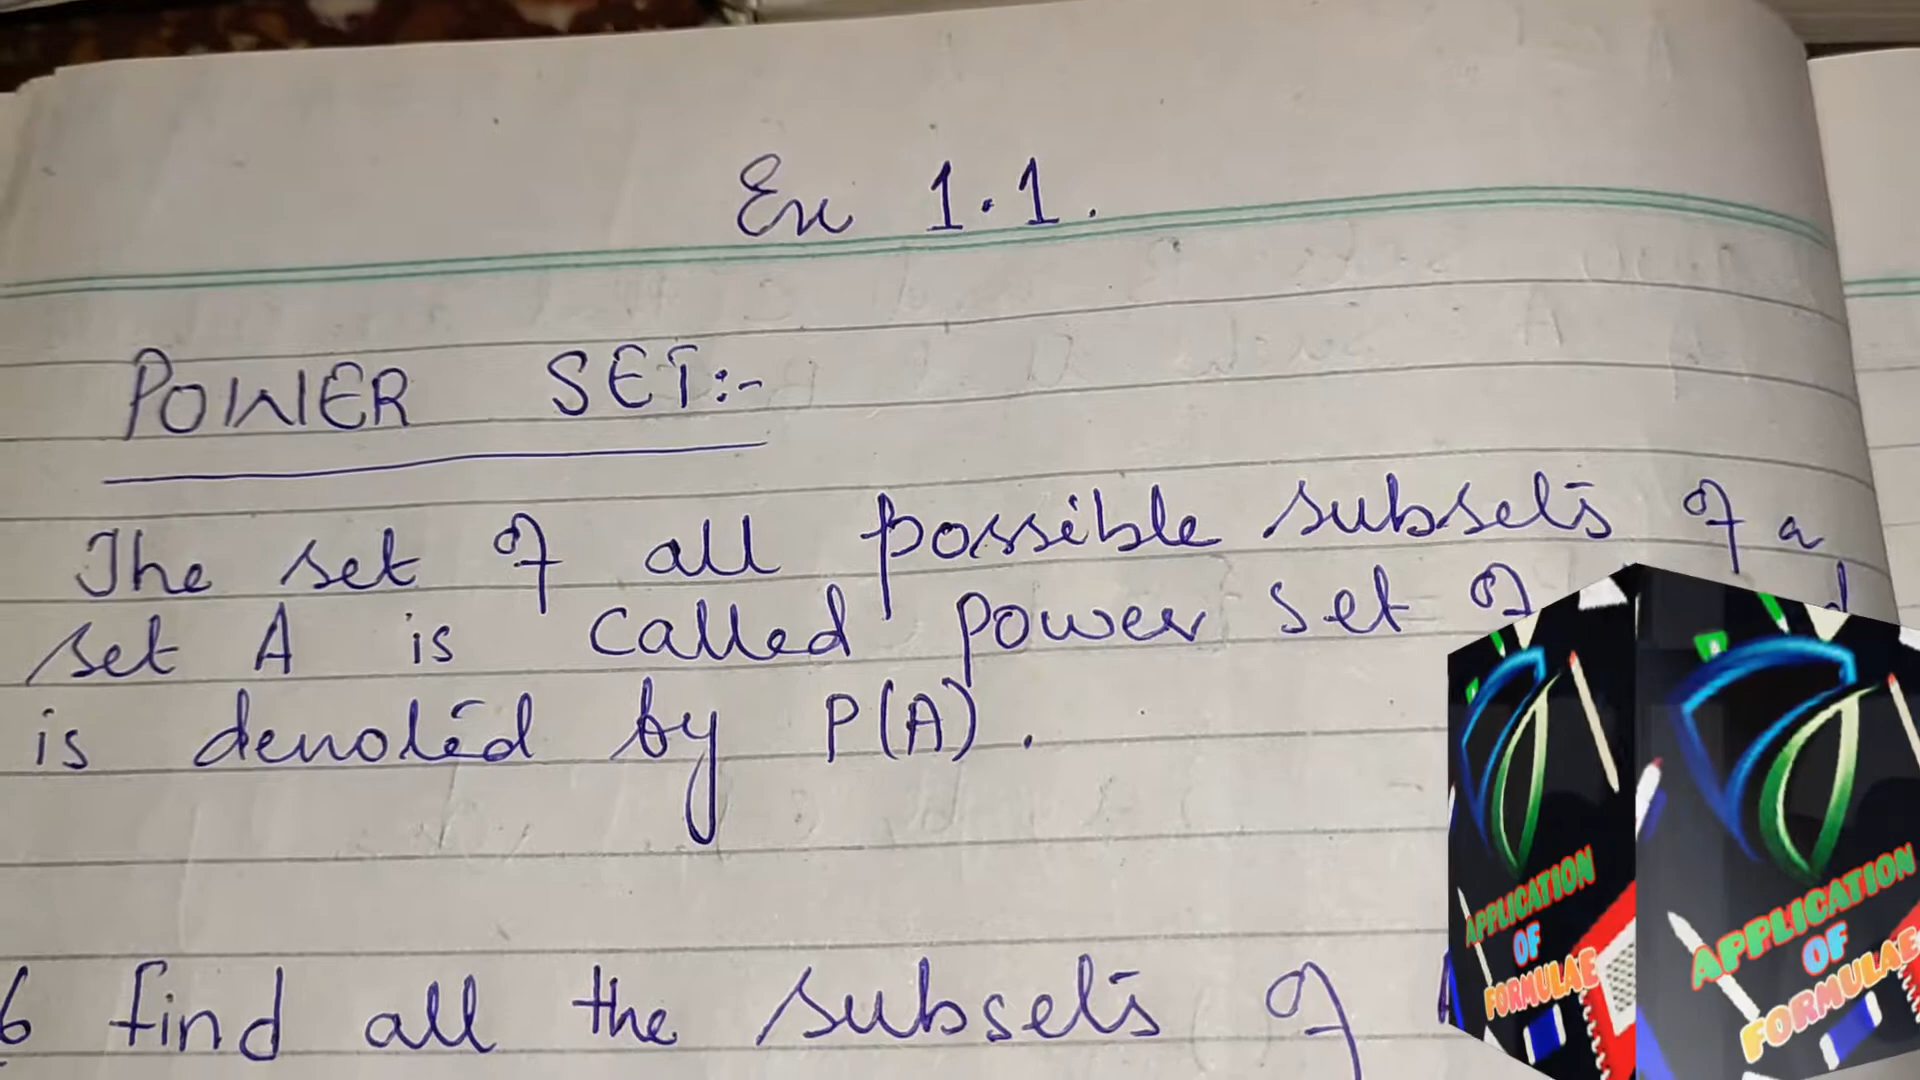 Ex 1.1.
POWER SET:-
The set of all possible subsets of a
set A is called power set of
is denoted by P(A).
6 find all the subsets of
APPLICATION
OF
FORMULAE
APPLICATION
OF
FORMULAE